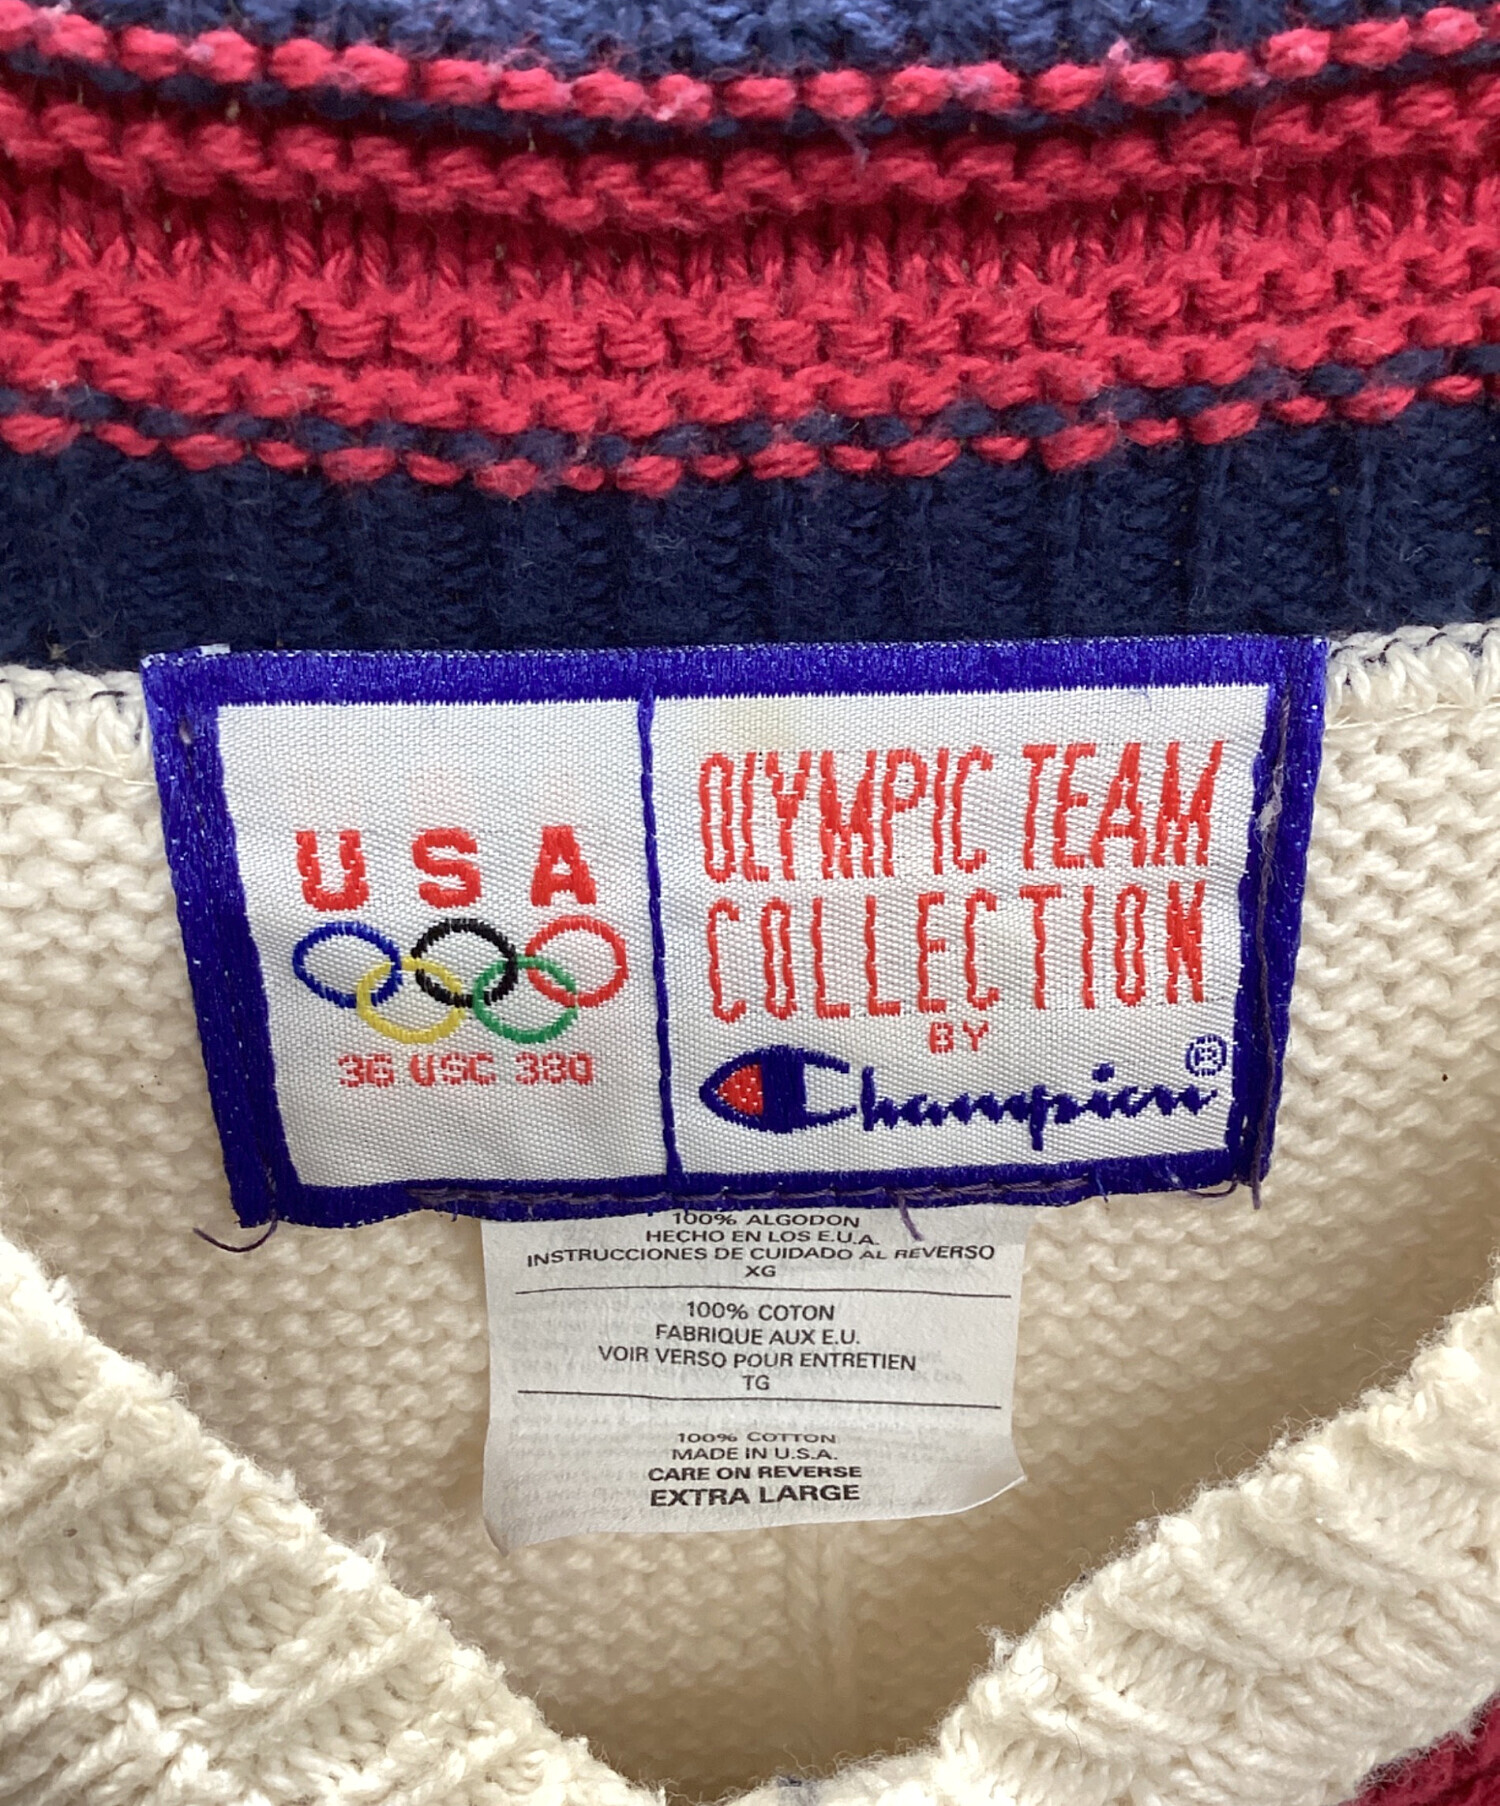 USA
36 USC 380
OLYMPIC TEAM
COLLECTION
BY
Champion®
100% ALGODON
HECHO EN LOS E.U.A.
INSTRUCCIONES DE CUIDADO AL REVERSO
XG
100% COTON
FABRIQUE AUX E.U.
VOIR VERSO POUR ENTRETIEN
TG
100% COTTON
MADE IN U.S.A.
CARE ON REVERSE
EXTRA LARGE